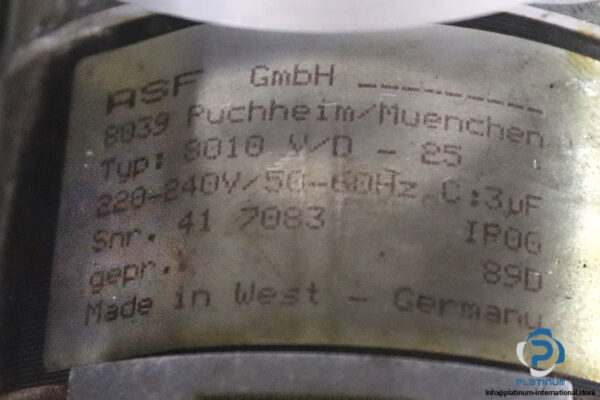 ASF GmbH _________
8039 Puchheim/Muenchen
Typ: 8010 V/D - 25
220-240V/50-60Hz C:3µF
Snr. 41 7083 IP00
gepr.: 89D
Made in West - Germany
PLATINUM
info@platinum-international.store